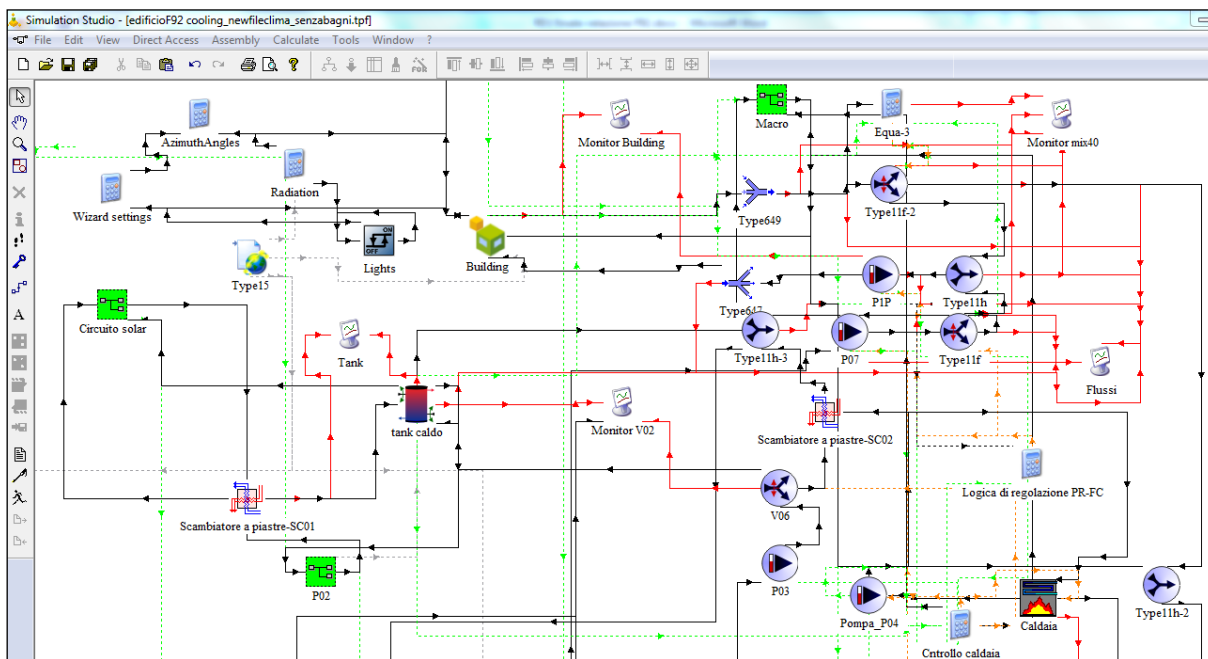 Simulation Studio - [edificioF92 cooling_newfileclima_senzabagni.tpf]
File Edit View Direct Access Assembly Calculate Tools Window ?
FOR
A
AzimuthAngles
Radiation
Wizard settings
ON
OFF
Lights
Type15
Building
Monitor Building
Macro
Equa-3
Monitor mix40
Type649
Type11f-2
Circuito solar
Type647
P1P
Type11h
Tank
Type11h-3
P07
Type11f
Flussi
tank caldo
Monitor V02
Scambiatore a piastre-SC02
Logica di regolazione PR-FC
Scambiatore a piastre-SC01
V06
P02
P03
Pompa_P04
Caldaia
Type11h-2
Cntrollo caldaia